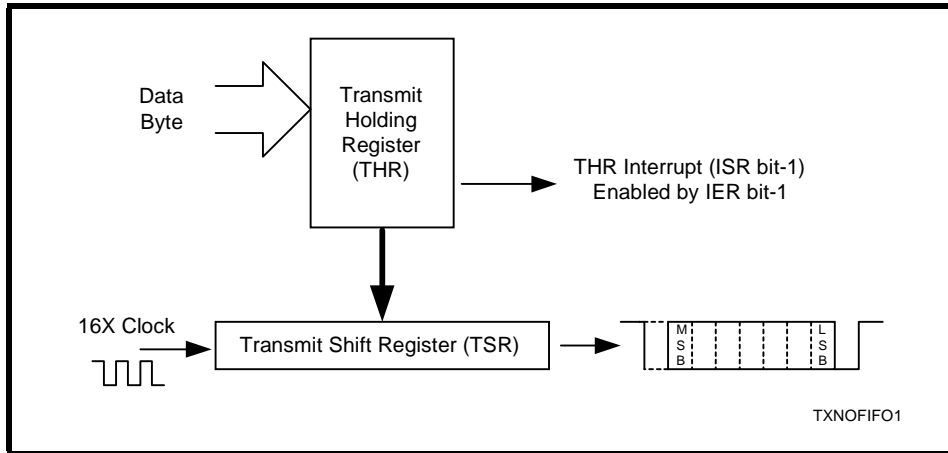 Data
Byte
Transmit
Holding
Register
(THR)
THR Interrupt (ISR bit-1)
Enabled by IER bit-1
16X Clock
Transmit Shift Register (TSR)
M
S
B
L
S
B
TXNOFIFO1